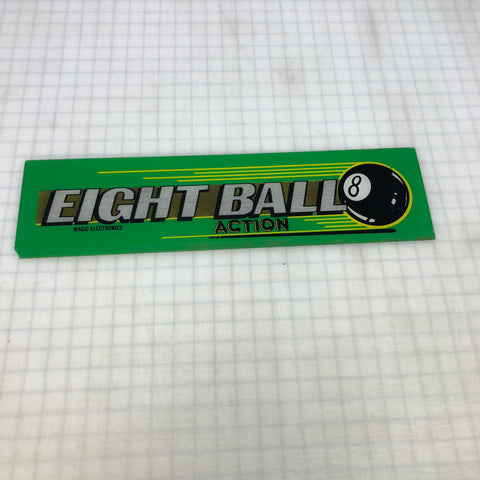 EIGHT BALL
8
MAGIC ELECTRONICS
ACTION